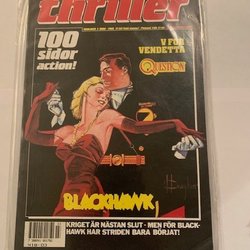 thriller
100
sidor
action!
V FOR
VENDETTA
QUESTION
BLACKHAWK
KRIGET ÄR NÄSTAN SLUT - MEN FÖR BLACK-
HAWK HAR STRIDEN BARA BÖRJAT!